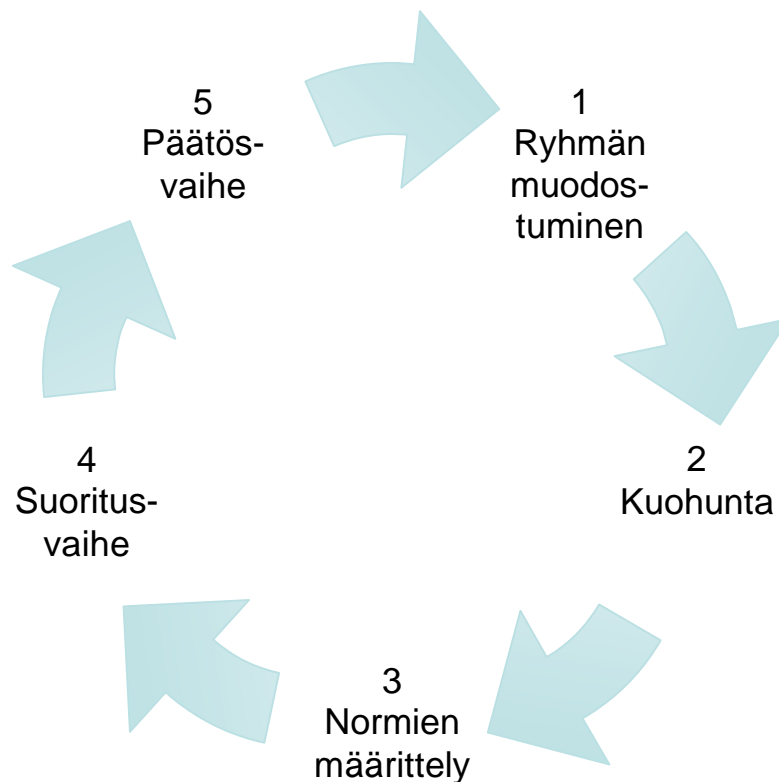 1
Ryhmän
muodos-
tuminen
2
Kuohunta
3
Normien
määrittely
4
Suoritus-
vaihe
5
Päätös-
vaihe